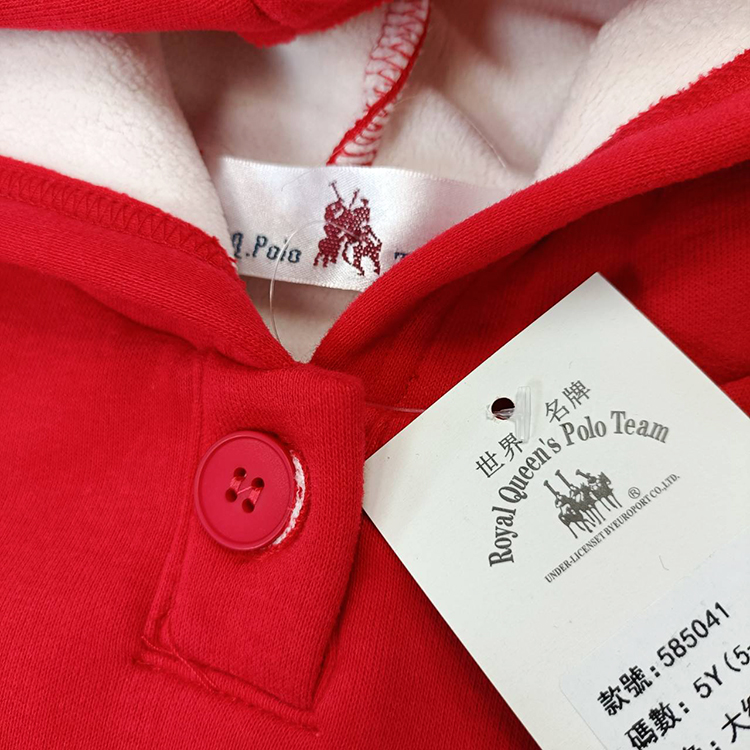 Q.Polo
世界名牌
Royal Queen's Polo Team
®
UNDER-LICENSET BYEUROPORT CO.,LTD.
款號:585041
碼數: 5Y(5-